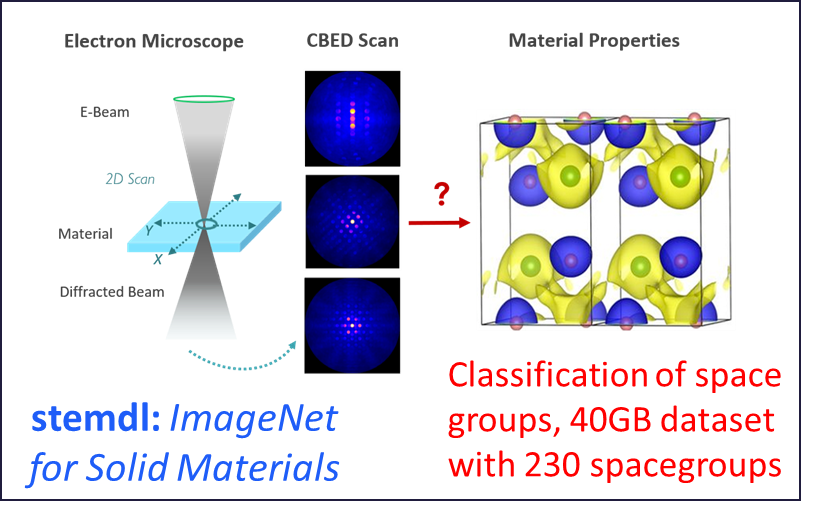 Electron Microscope
CBED Scan
Material Properties
E-Beam
2D Scan
Material
Y
X
Diffracted Beam
?
stemdl: ImageNet
for Solid Materials
Classification of space
groups, 40GB dataset
with 230 spacegroups